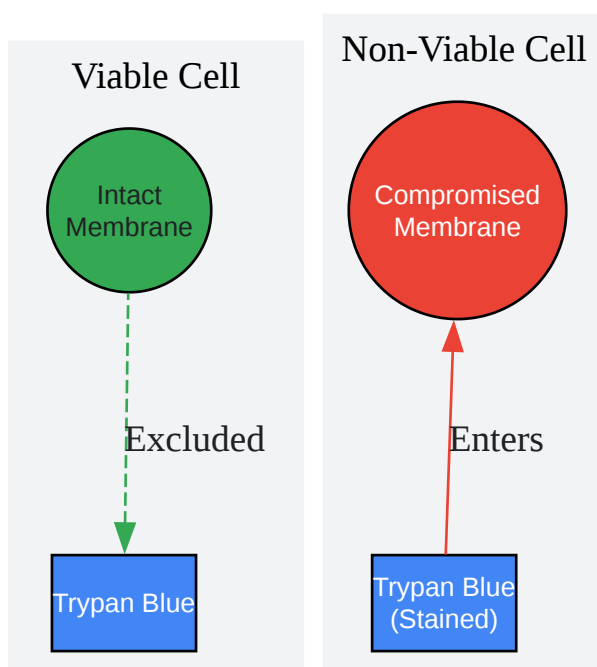 Viable Cell
Intact
Membrane
Excluded
Trypan Blue
Non-Viable Cell
Compromised
Membrane
Enters
Trypan Blue
(Stained)